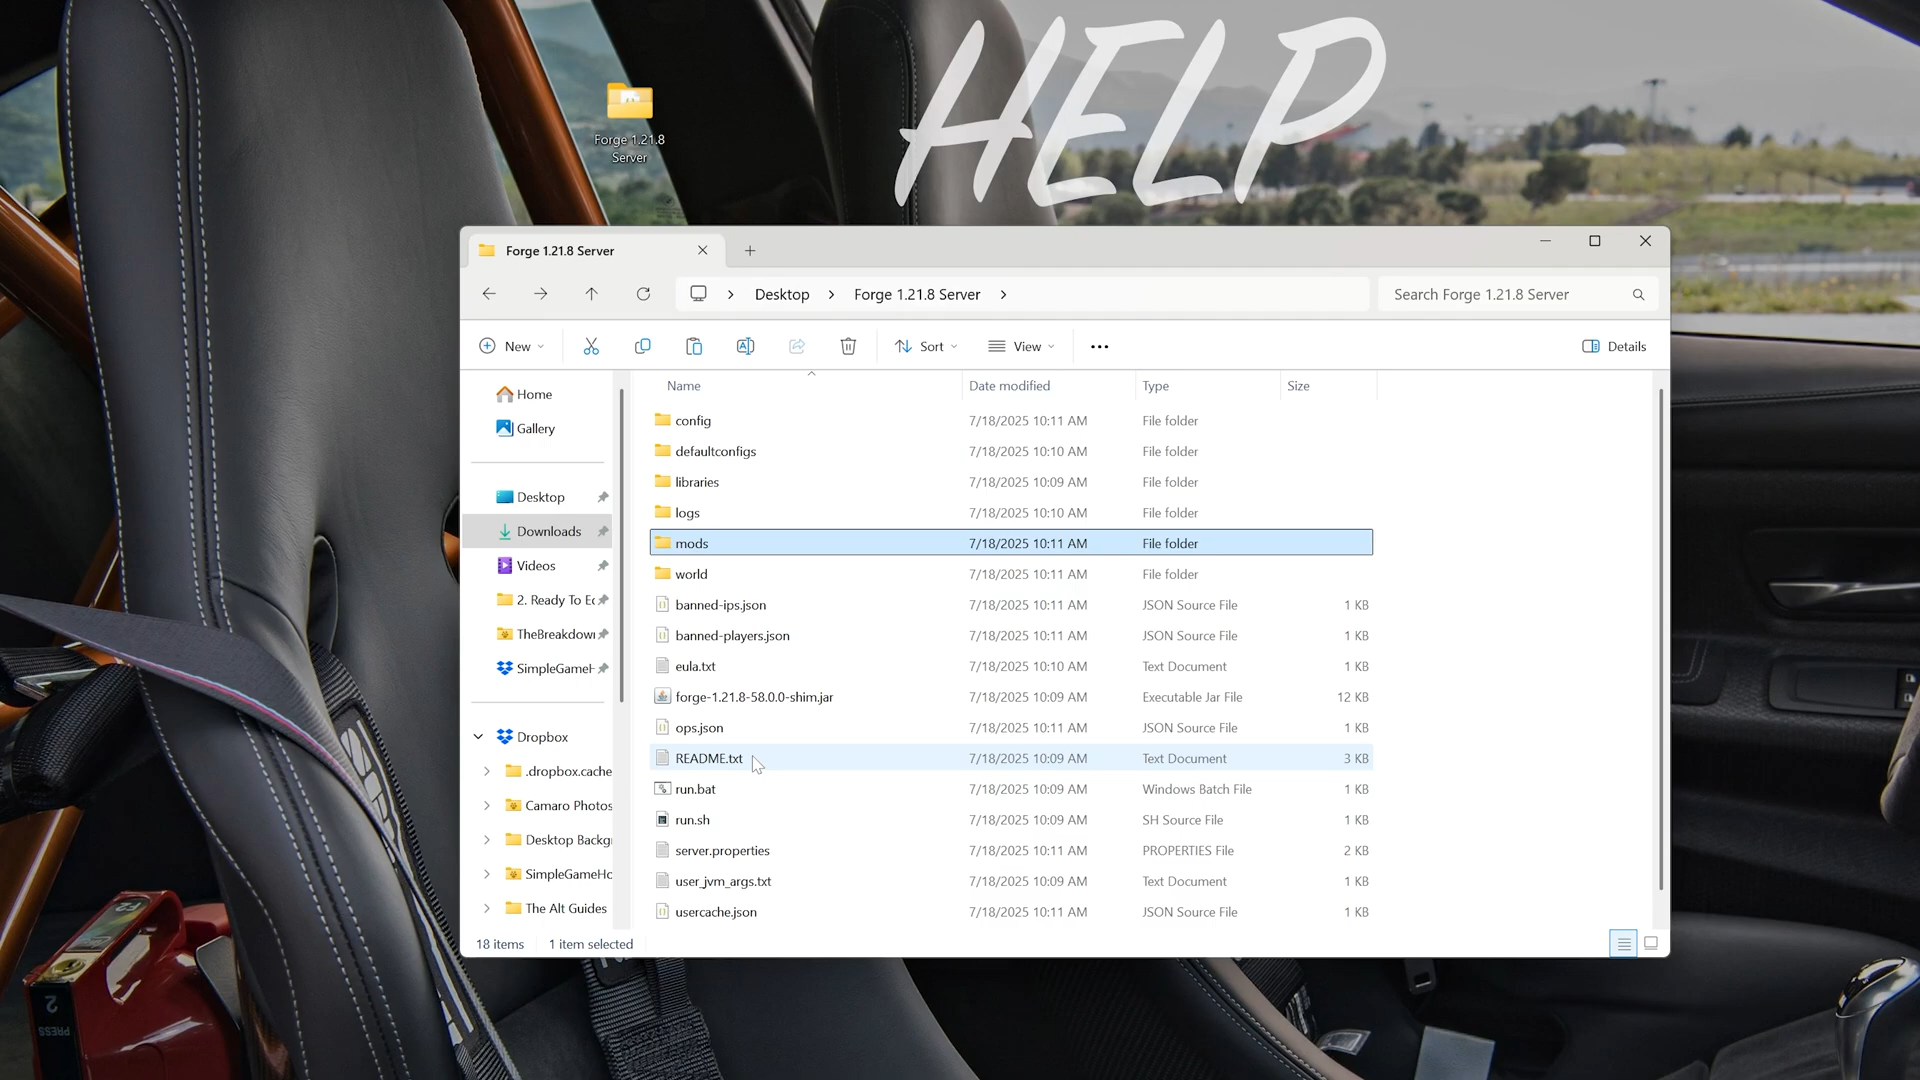 HELP
Forge 1.21.8
Server
Forge 1.21.8 Server
Desktop
Forge 1.21.8 Server
Search Forge 1.21.8 Server
New
Sort
View
Details
Name
Date modified
Type
Size
Home
Gallery
Desktop
Downloads
Videos
2. Ready To Ec
TheBreakdow
SimpleGameH
Dropbox
.dropbox.cache
Camaro Photos
Desktop Backg
SimpleGameHo
The Alt Guides
config 7/18/2025 10:11 AM File folder
defaultconfigs 7/18/2025 10:10 AM File folder
libraries 7/18/2025 10:09 AM File folder
logs 7/18/2025 10:10 AM File folder
mods 7/18/2025 10:11 AM File folder
world 7/18/2025 10:11 AM File folder
banned-ips.json 7/18/2025 10:11 AM JSON Source File 1 KB
banned-players.json 7/18/2025 10:11 AM JSON Source File 1 KB
eula.txt 7/18/2025 10:10 AM Text Document 1 KB
forge-1.21.8-58.0.0-shim.jar 7/18/2025 10:09 AM Executable Jar File 12 KB
ops.json 7/18/2025 10:11 AM JSON Source File 1 KB
README.txt 7/18/2025 10:09 AM Text Document 3 KB
run.bat 7/18/2025 10:09 AM Windows Batch File 1 KB
run.sh 7/18/2025 10:09 AM SH Source File 1 KB
server.properties 7/18/2025 10:11 AM PROPERTIES File 2 KB
user_jvm_args.txt 7/18/2025 10:09 AM Text Document 1 KB
usercache.json 7/18/2025 10:11 AM JSON Source File 1 KB
18 items
1 item selected
2
PRESS